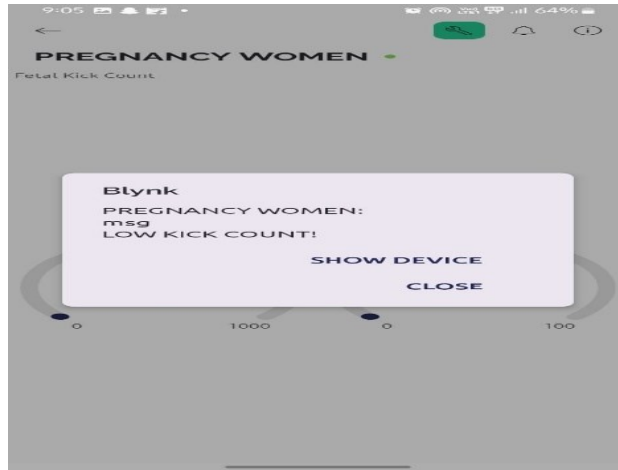 9:05
64%
PREGNANCY WOMEN
Fetal Kick Count
Blynk
PREGNANCY WOMEN:
msg
LOW KICK COUNT!
SHOW DEVICE
CLOSE
0 1000 0 100